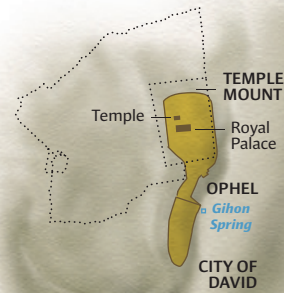 TEMPLE
MOUNT
Temple
Royal
Palace
OPHEL
Gihon
Spring
CITY OF
DAVID